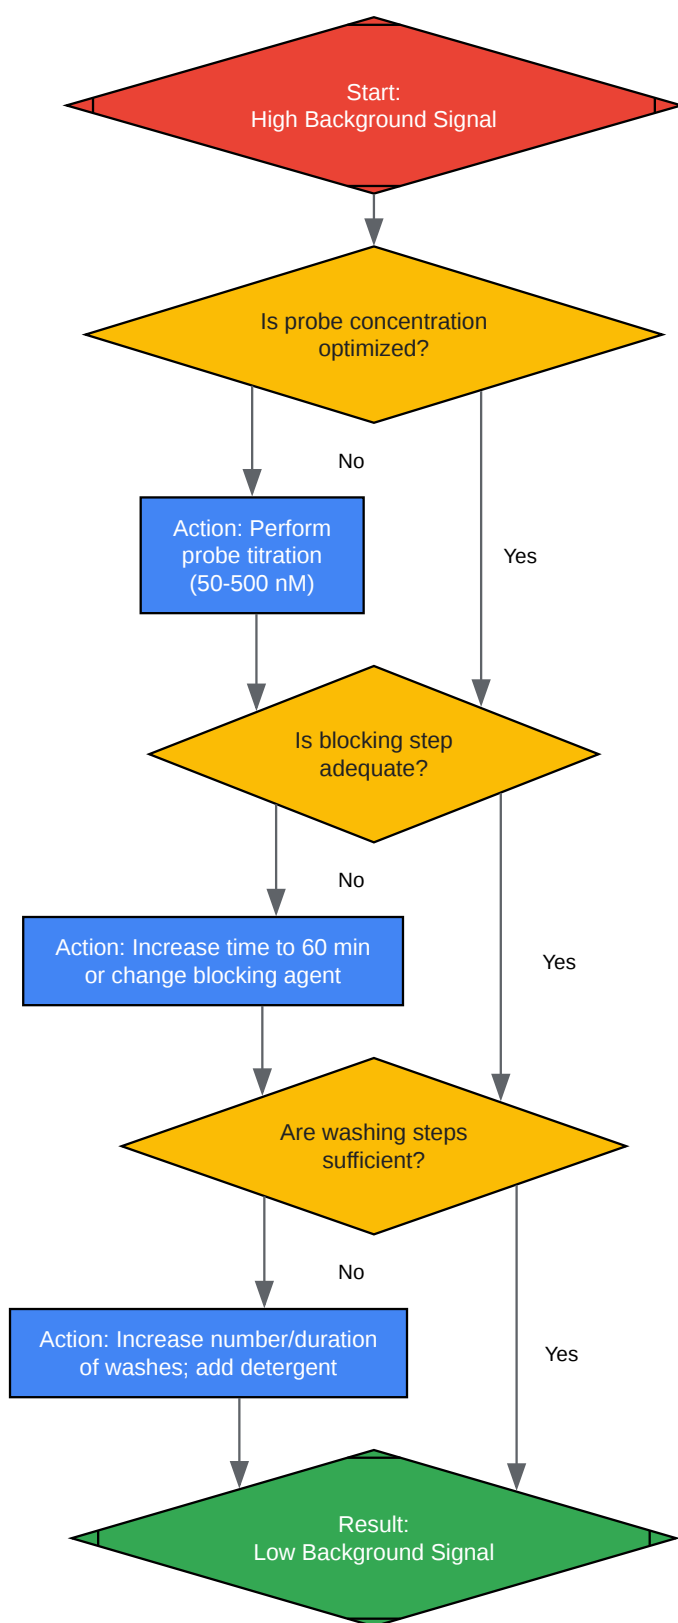 Start:
High Background Signal
Is probe concentration
optimized?
No
Action: Perform
probe titration
(50-500 nM)
Yes
Is blocking step
adequate?
No
Action: Increase time to 60 min
or change blocking agent
Yes
Are washing steps
sufficient?
No
Action: Increase number/duration
of washes; add detergent
Yes
Result:
Low Background Signal